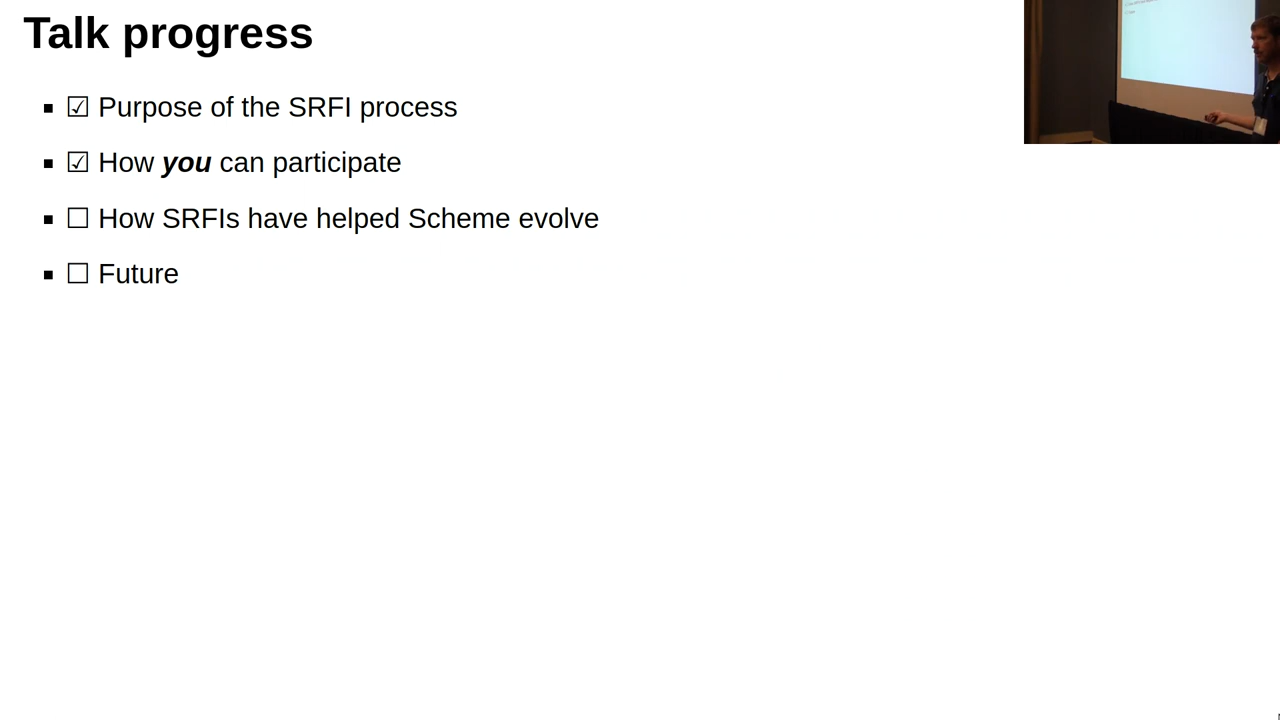 Talk progress
☑ Purpose of the SRFI process
☑ How you can participate
☐ How SRFIs have helped Scheme evolve
☐ Future